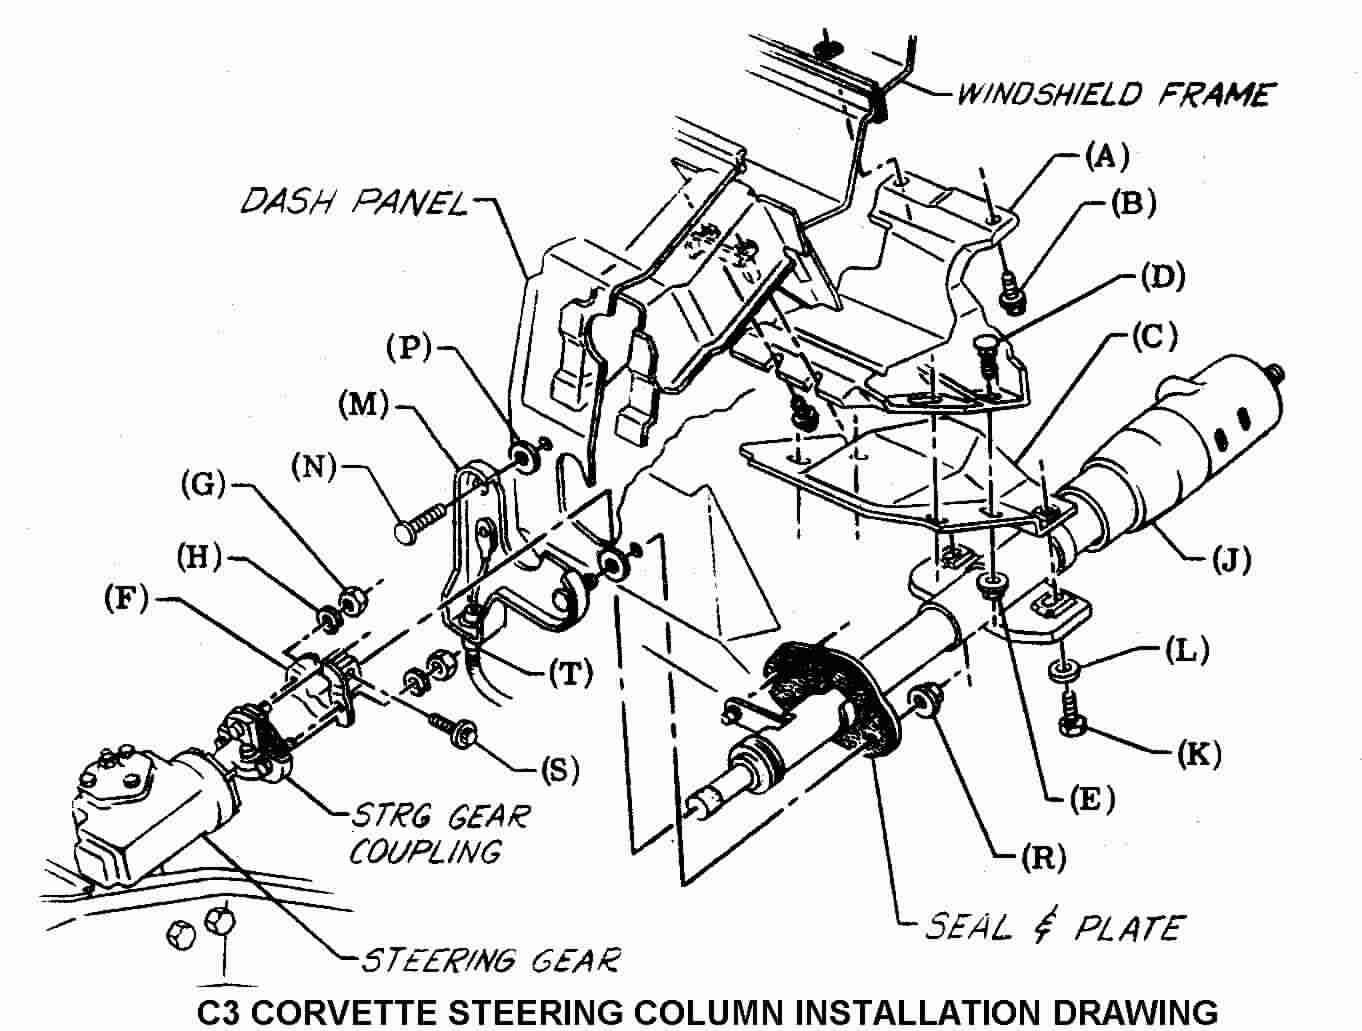 WINDSHIELD FRAME
(A)
DASH PANEL
(B)
(D)
(P)
(C)
(M)
(N)
(G)
(H)
(J)
(F)
(T)
(L)
(S)
(K)
(E)
STRG GEAR
COUPLING
(R)
SEAL & PLATE
STEERING GEAR
C3 CORVETTE STEERING COLUMN INSTALLATION DRAWING